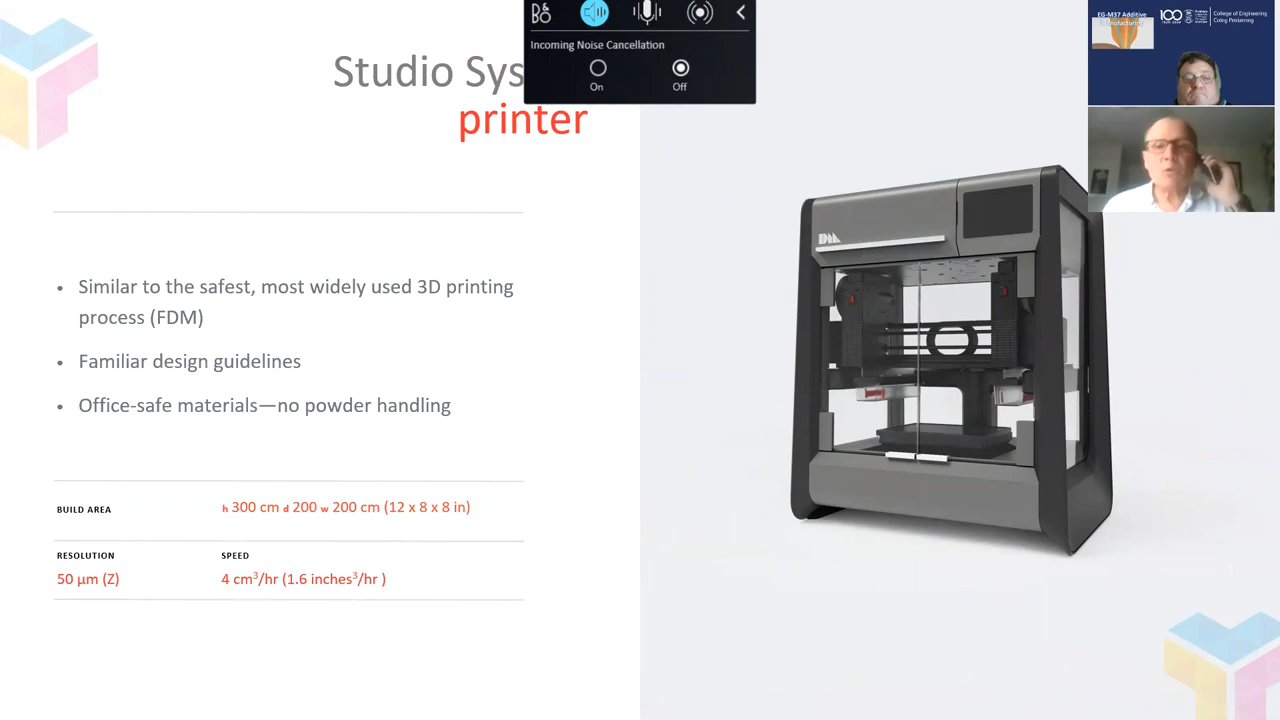 Studio Sys
printer
B&O
Incoming Noise Cancellation
On
Off
EG-M37 Additive
100
College of Engineering
Coleg Peirianneg
DM
• Similar to the safest, most widely used 3D printing
process (FDM)
• Familiar design guidelines
• Office-safe materials—no powder handling
BUILD AREA
h 300 cm d 200 w 200 cm (12 x 8 x 8 in)
RESOLUTION
SPEED
50 µm (Z)
4 cm³/hr (1.6 inches³/hr )